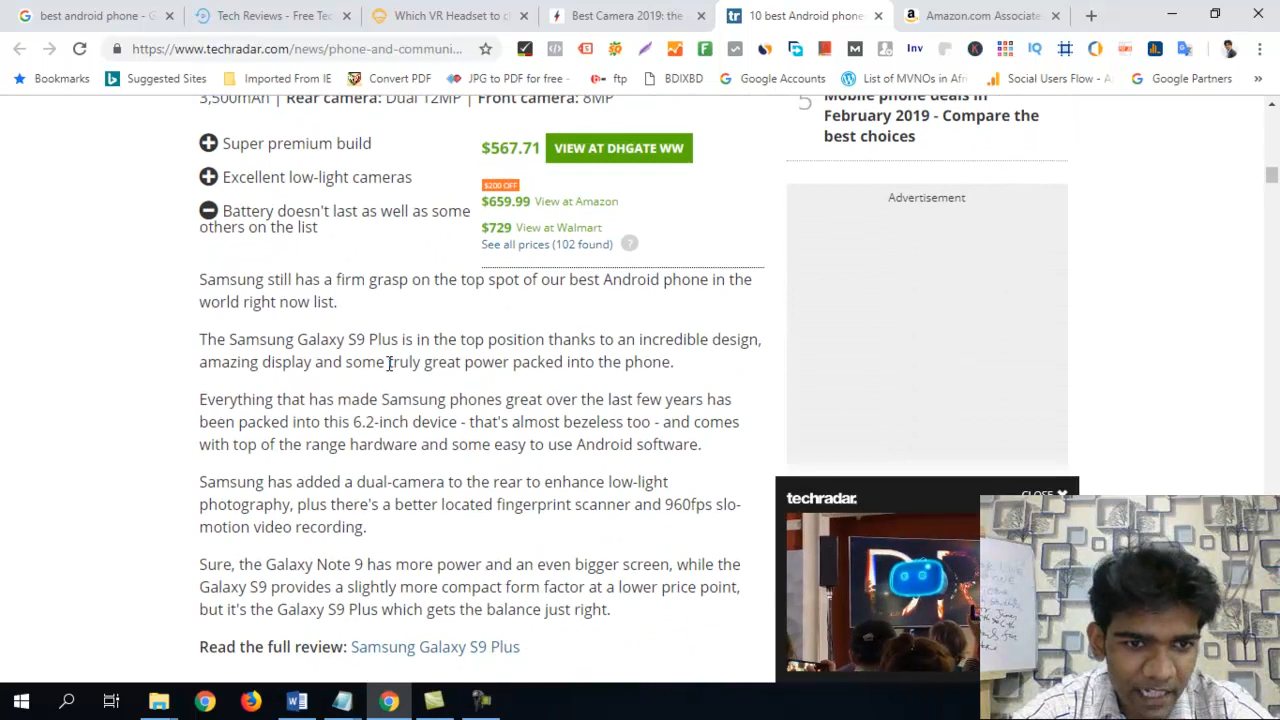 best android phone - G
Tech Reviews - Free Tec
Which VR Headset to c
Best Camera 2019: the
10 best Android phone
Amazon.com Associate
https://www.techradar.com/news/phone-and-communi...
Inv
IQ
Bookmarks
Suggested Sites
Imported From IE
Convert PDF
JPG to PDF for free -
ftp
BDIXBD
Google Accounts
List of MVNOs in Afri
Social Users Flow - A
Google Partners
3,500mAh | Rear camera: Dual 12MP | Front camera: 8MP
Super premium build
Excellent low-light cameras
Battery doesn't last as well as some
others on the list
$567.71 VIEW AT DHGATE WW
$200 OFF
$659.99 View at Amazon
$729 View at Walmart
See all prices (102 found) ?
Samsung still has a firm grasp on the top spot of our best Android phone in the
world right now list.
The Samsung Galaxy S9 Plus is in the top position thanks to an incredible design,
amazing display and some truly great power packed into the phone.
Everything that has made Samsung phones great over the last few years has
been packed into this 6.2-inch device - that's almost bezeless too - and comes
with top of the range hardware and some easy to use Android software.
Samsung has added a dual-camera to the rear to enhance low-light
photography, plus there's a better located fingerprint scanner and 960fps slo-
motion video recording.
Sure, the Galaxy Note 9 has more power and an even bigger screen, while the
Galaxy S9 provides a slightly more compact form factor at a lower price point,
but it's the Galaxy S9 Plus which gets the balance just right.
Read the full review: Samsung Galaxy S9 Plus
5 Mobile phone deals in
February 2019 - Compare the
best choices
Advertisement
techradar.
CLOSE